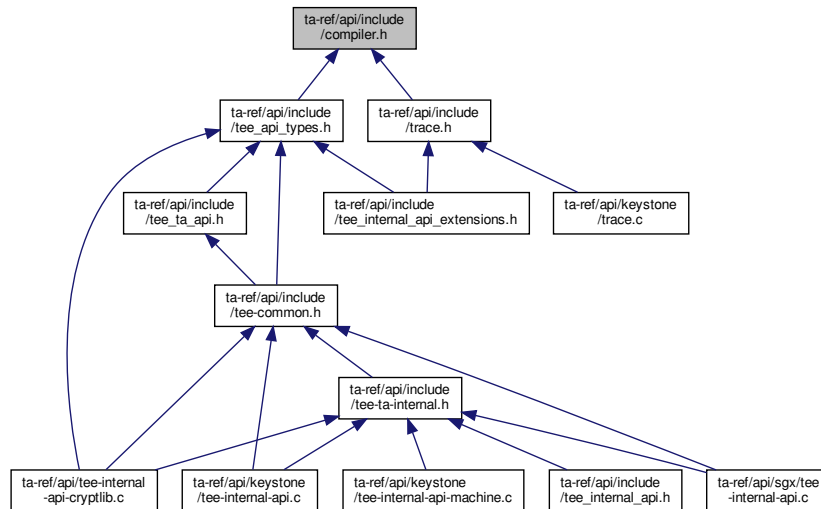 ta-ref/api/include
/compiler.h
ta-ref/api/include
/tee_api_types.h
ta-ref/api/include
/trace.h
ta-ref/api/include
/tee_ta_api.h
ta-ref/api/include
/tee_internal_api_extensions.h
ta-ref/api/keystone
/trace.c
ta-ref/api/include
/tee-common.h
ta-ref/api/include
/tee-ta-internal.h
ta-ref/api/tee-internal
-api-cryptlib.c
ta-ref/api/keystone
/tee-internal-api.c
ta-ref/api/keystone
/tee-internal-api-machine.c
ta-ref/api/include
/tee_internal_api.h
ta-ref/api/sgx/tee
-internal-api.c